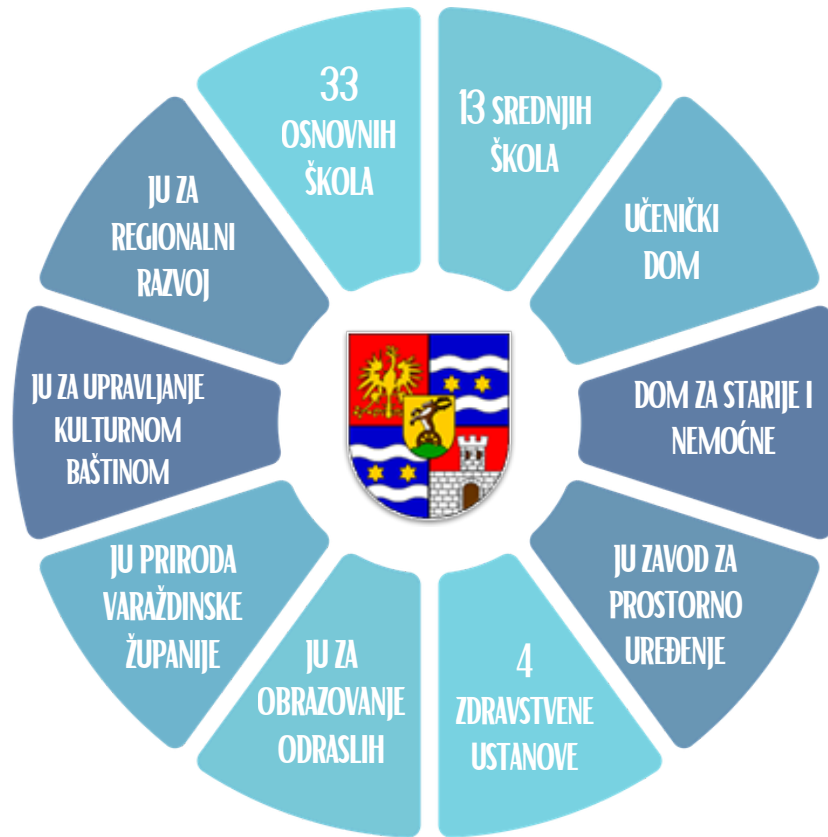 33
OSNOVNIH
ŠKOLA
13 SREDNJIH
ŠKOLA
UČENIČKI
DOM
DOM ZA STARIJE I
NEMOĆNE
JU ZAVOD ZA
PROSTORNO
UREĐENJE
4
ZDRAVSTVENE
USTANOVE
JU ZA
OBRAZOVANJE
ODRASLIH
JU PRIRODA
VARAŽDINSKE
ŽUPANIJE
JU ZA UPRAVLJANJE
KULTURNOM
BAŠTINOM
JU ZA
REGIONALNI
RAZVOJ